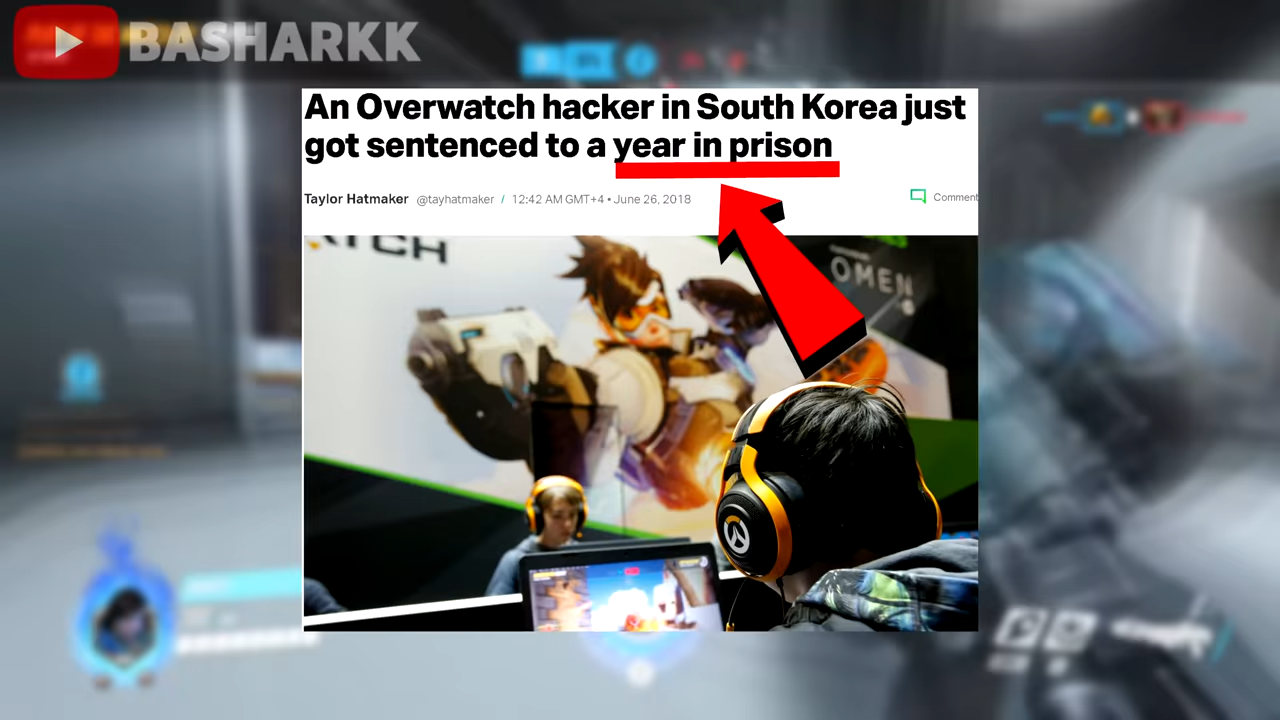 BASHARKK
An Overwatch hacker in South Korea just
got sentenced to a year in prison
Taylor Hatmaker @tayhatmaker / 12:42 AM GMT+4 • June 26, 2018
Comment
ATCH
OMEN